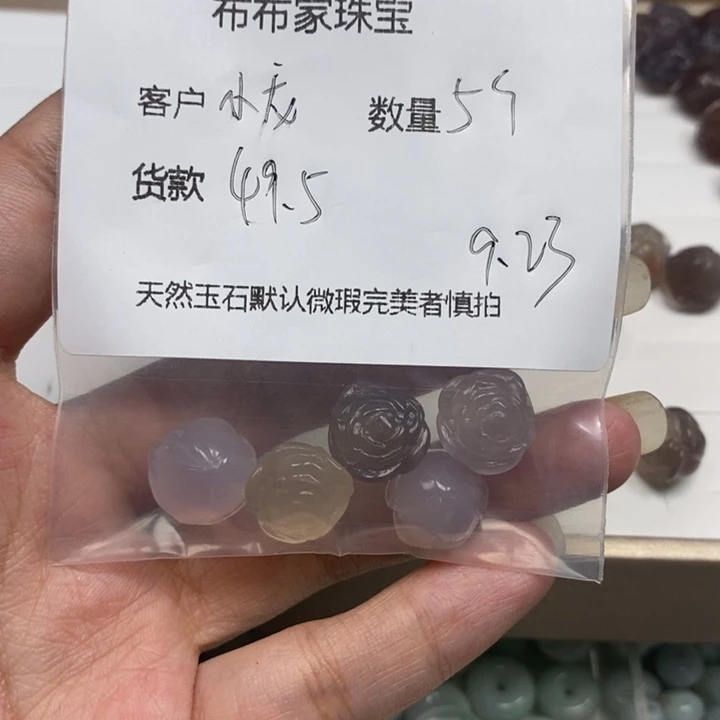 布布家珠宝
客户 小龙 数量 5个
货款 49.5
9.23
天然玉石默认微瑕完美者慎拍